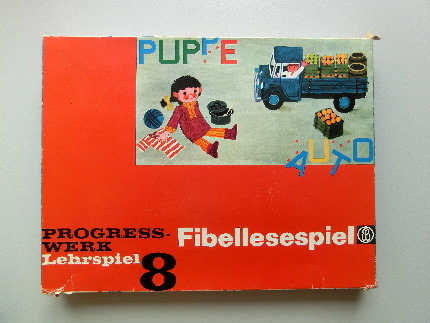 PUPPE
AUTO
PROGRESS-
WERK
Lehrspiel
8
Fibellesespiel